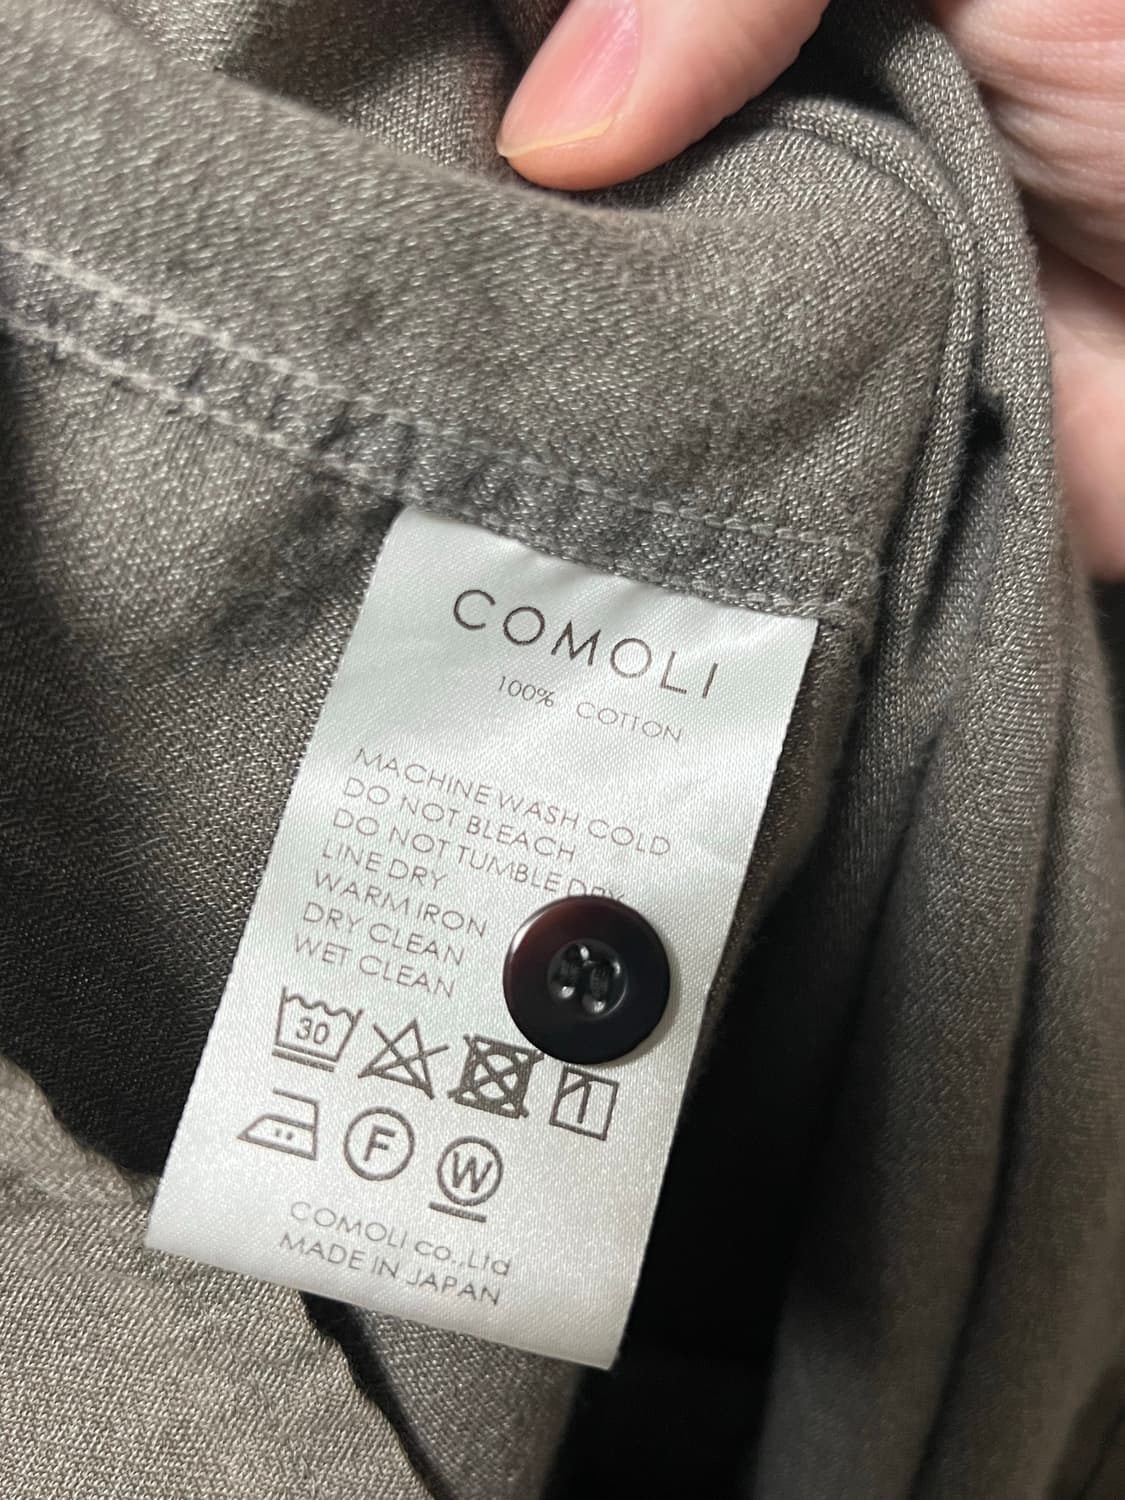 COMOLI
100% COTTON
MACHINE WASH COLD
DO NOT BLEACH
DO NOT TUMBLE DRY
LINE DRY
WARM IRON
DRY CLEAN
WET CLEAN
30
F
W
COMOLI co.,Ltd
MADE IN JAPAN